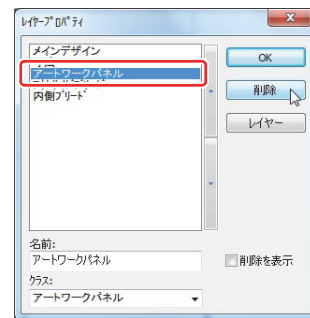 レイヤープロパティ
メインデザイン
アートワークパネル
内側ブリード
OK
削除
レイヤー
名前:
アートワークパネル
削除を表示
クラス:
アートワークパネル